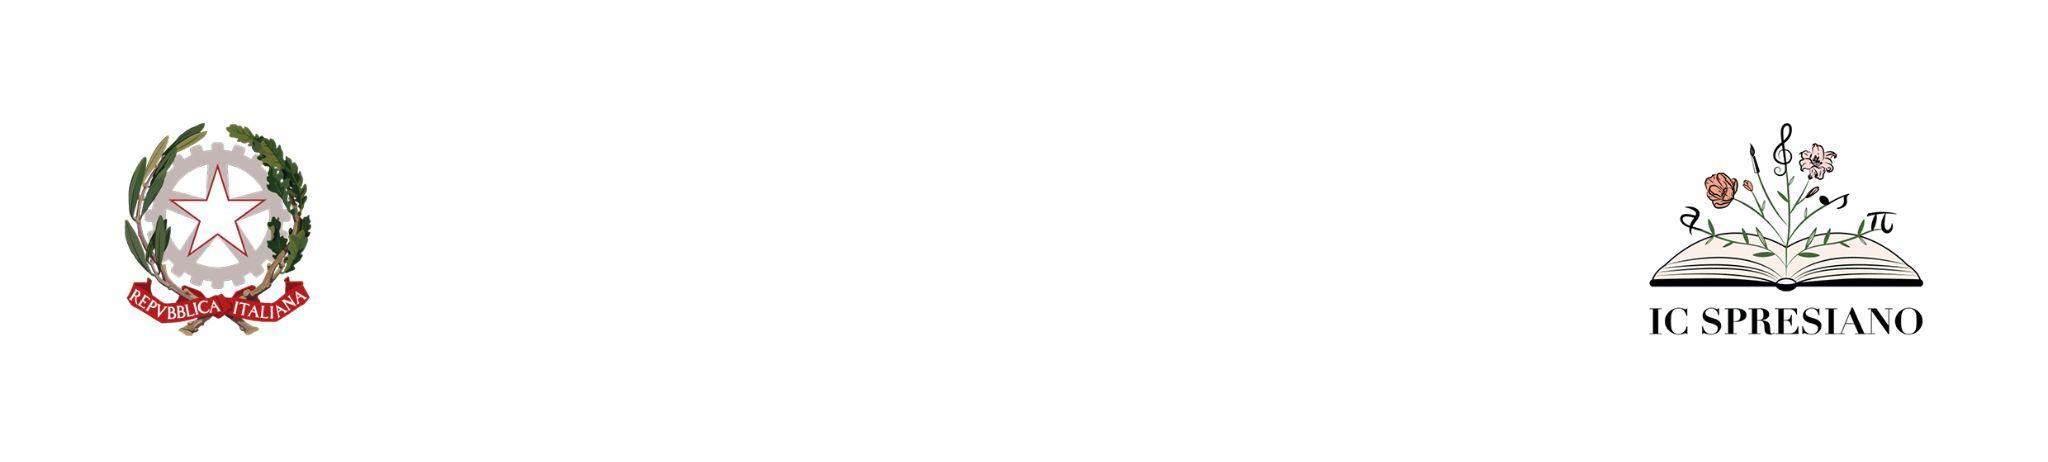 REPVBBLICA ITALIANA
a
π
IC SPRESIANO